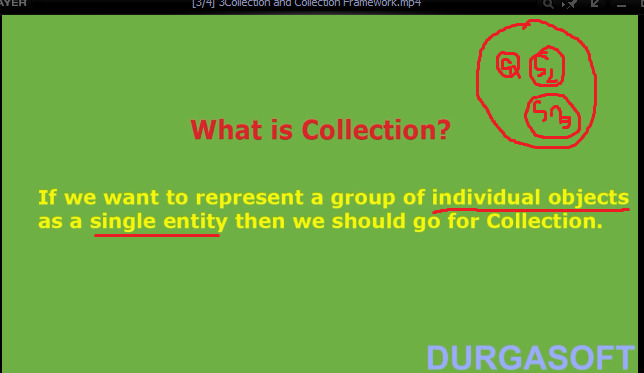 AYER
[3/4] 3Collection and Collection Framework.mp4
What is Collection?
If we want to represent a group of individual objects
as a single entity then we should go for Collection.
DURGASOFT